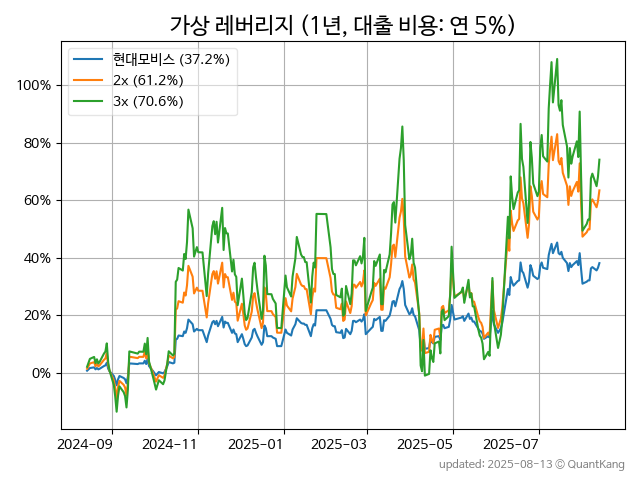 가상 레버리지 (1년, 대출 비용: 연 5%)
현대모비스 (37.2%)
2x (61.2%)
3x (70.6%)
100%
80%
60%
40%
20%
0%
2024-09 2024-11 2025-01 2025-03 2025-05 2025-07
updated: 2025-08-13 © QuantKang